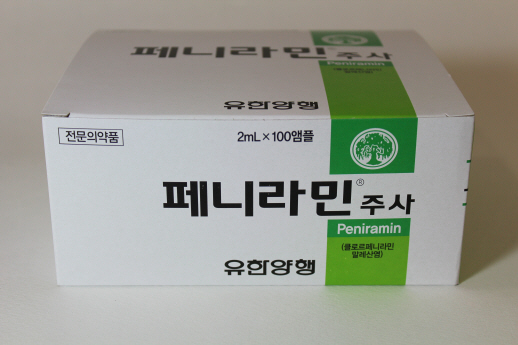 페니라민® 주사
Peniramin
유한양행
전문의약품
2mL×100앰플
페니라민® 주사
Peniramin
(클로르페니라민
말레산염)
유한양행